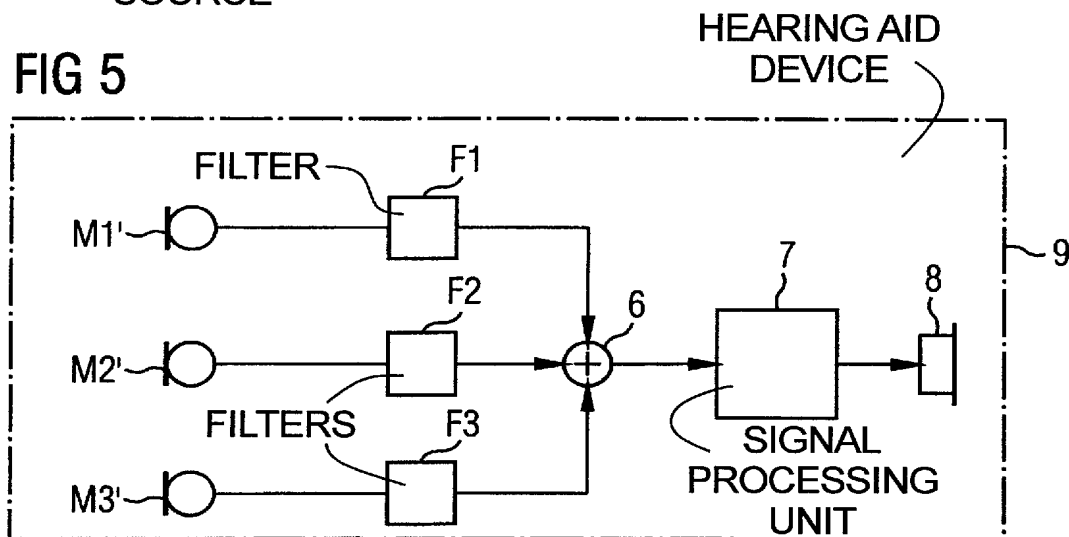 SOURCE
HEARING AID
DEVICE
FIG 5
FILTER
F1
M1'
9
7
8
F2
6
M2'
FILTERS
F3
SIGNAL
PROCESSING
UNIT
M3'